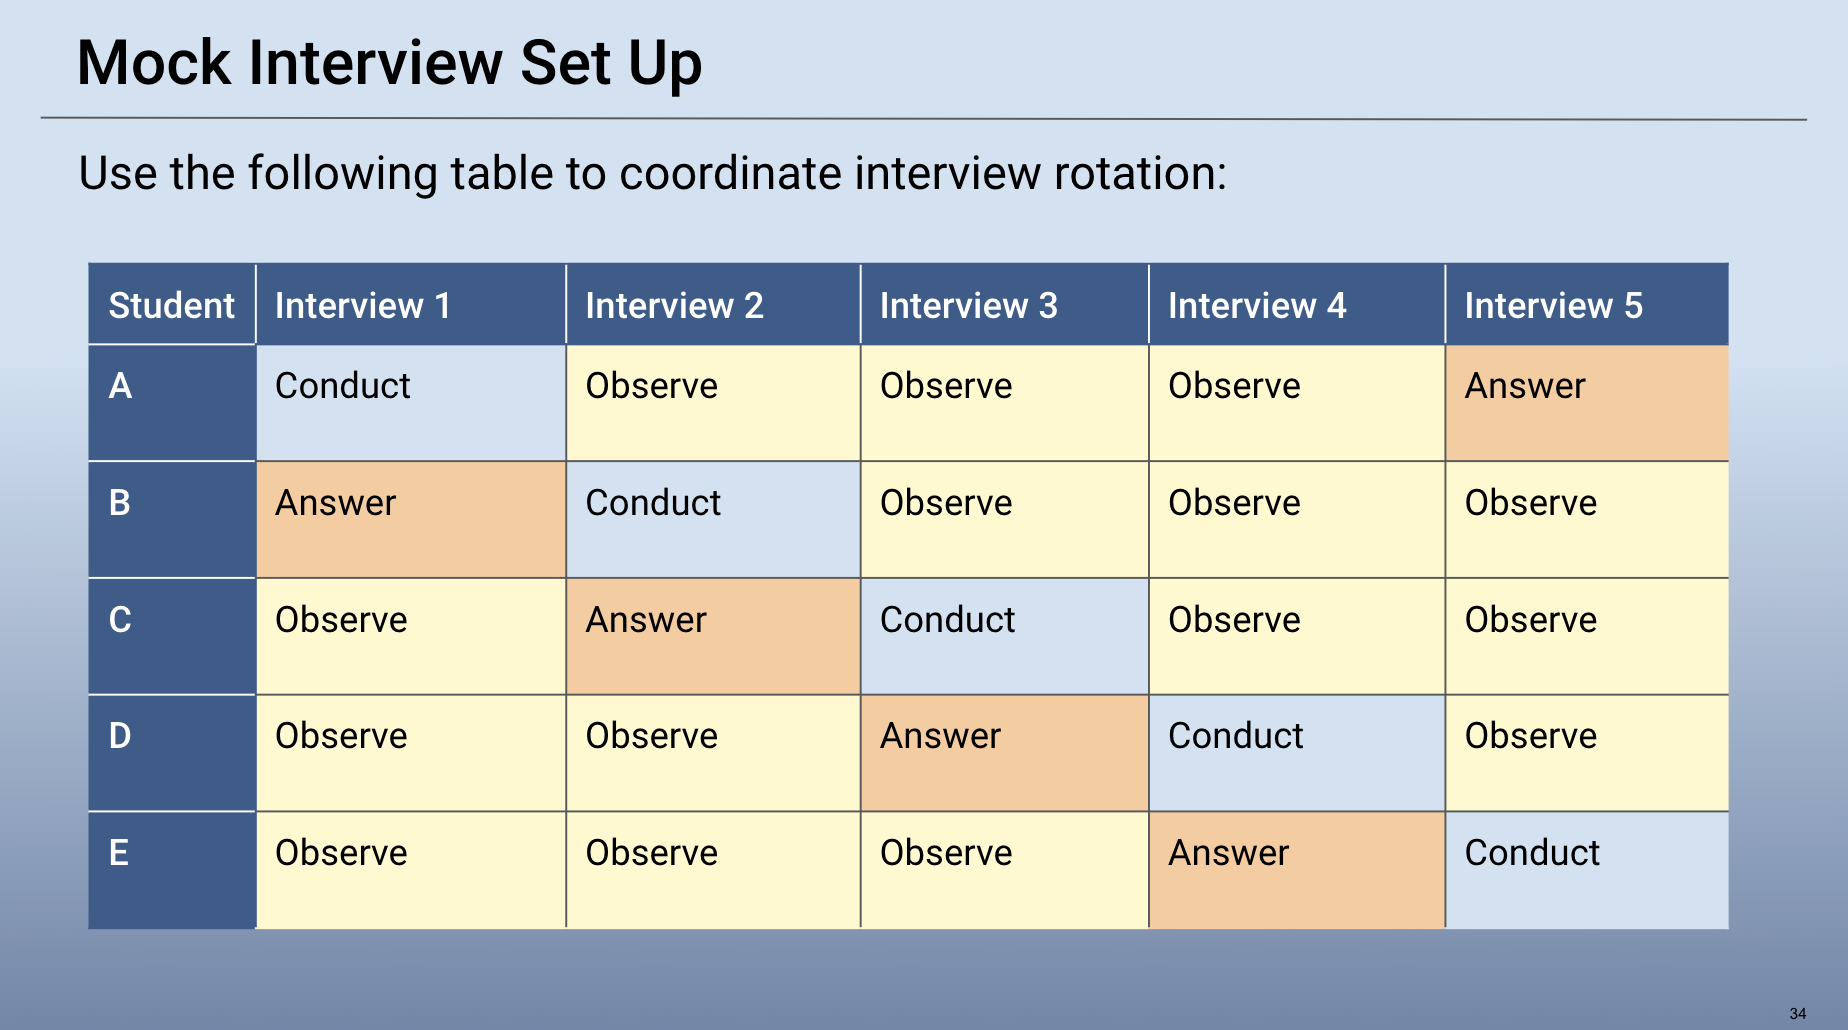 Mock Interview Set Up
Use the following table to coordinate interview rotation:
Student Interview 1 Interview 2 Interview 3 Interview 4 Interview 5
A Conduct Observe Observe Observe Answer
B Answer Conduct Observe Observe Observe
C Observe Answer Conduct Observe Observe
D Observe Observe Answer Conduct Observe
E Observe Observe Observe Answer Conduct
34